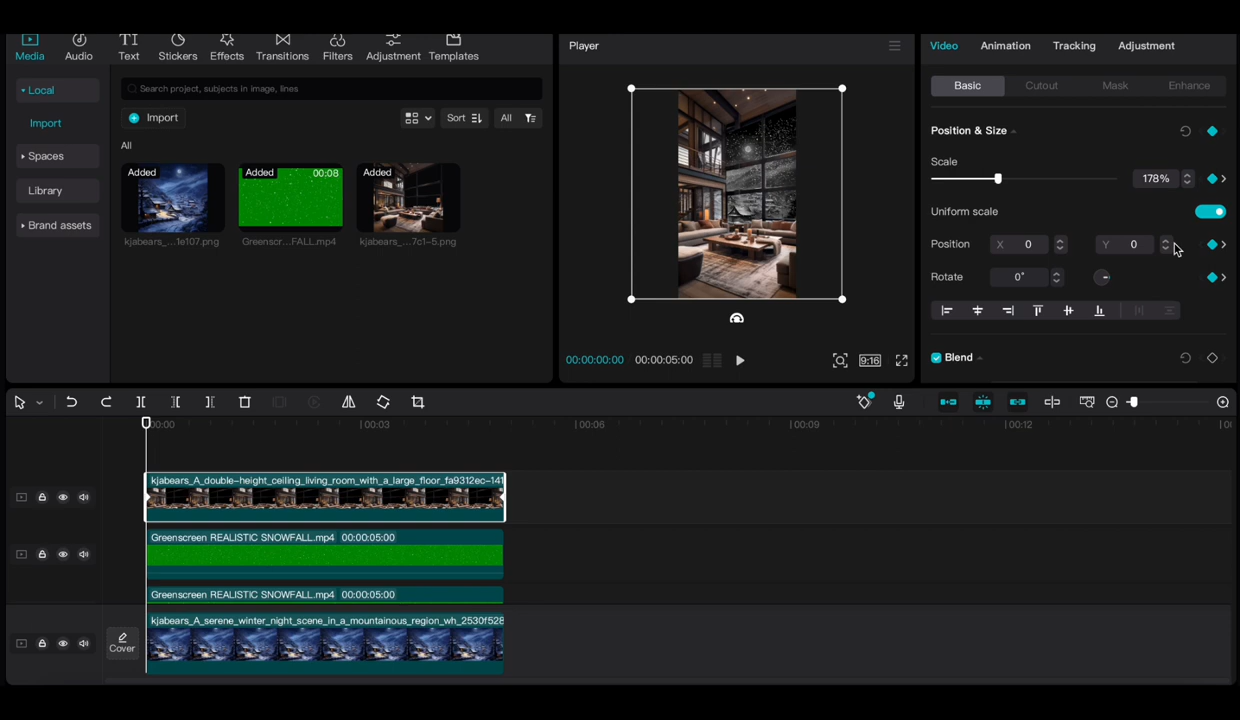 Media Audio Text Stickers Effects Transitions Filters Adjustment Templates
Local
Import
Spaces
Library
Brand assets
Search project, subjects in image, lines
Import
Sort
All
All
Added
Added 00:08
Added
kjabears_...1e107.png
Greenscr...FALL.mp4
kjabears_...7c1-5.png
Player
00:00:00:00 00:00:05:00
9:16
Video Animation Tracking Adjustment
Basic Cutout Mask Enhance
Position & Size
Scale
178%
Uniform scale
Position X 0 Y 0
Rotate 0°
Blend
00:00 00:03 00:06 00:09 00:12
kjabears_A_double-height_ceiling_living_room_with_a_large_floor_fa9312ec-141
Greenscreen REALISTIC SNOWFALL.mp4 00:00:05:00
Greenscreen REALISTIC SNOWFALL.mp4 00:00:05:00
kjabears_A_serene_winter_night_scene_in_a_mountainous_region_wh_2530f528
Cover